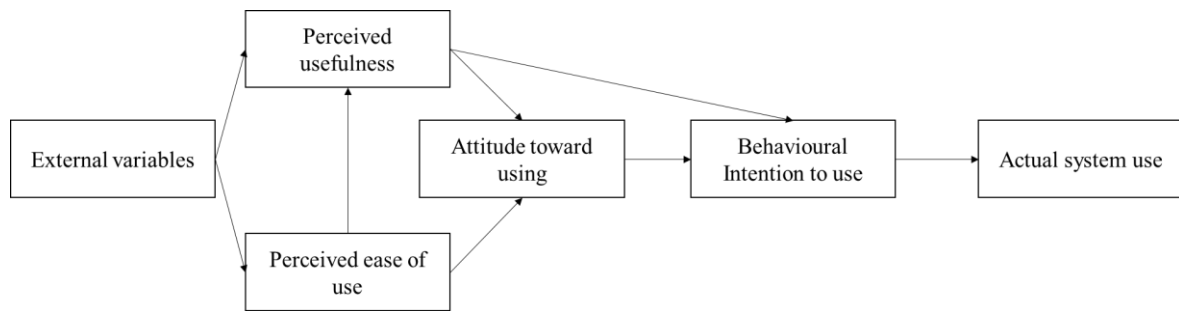 Perceived
usefulness
External variables
Attitude toward
using
Behavioural
Intention to use
Actual system use
Perceived ease of
use